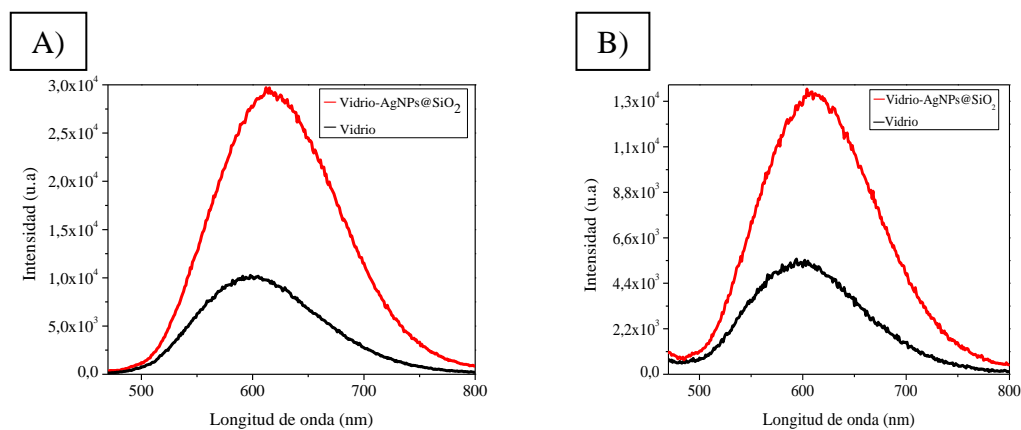 A)
3,0x10⁴
2,5x10⁴
2,0x10⁴
1,5x10⁴
1,0x10⁴
5,0x10³
0,0
Intensidad (u.a)
Vidrio-AgNPs@SiO₂
Vidrio
500 600 700 800
Longitud de onda (nm)
B)
1,3x10⁴
1,1x10⁴
8,8x10³
6,6x10³
4,4x10³
2,2x10³
0,0
Intensidad (u.a)
Vidrio-AgNPs@SiO₂
Vidrio
500 600 700 800
Longitud de onda (nm)